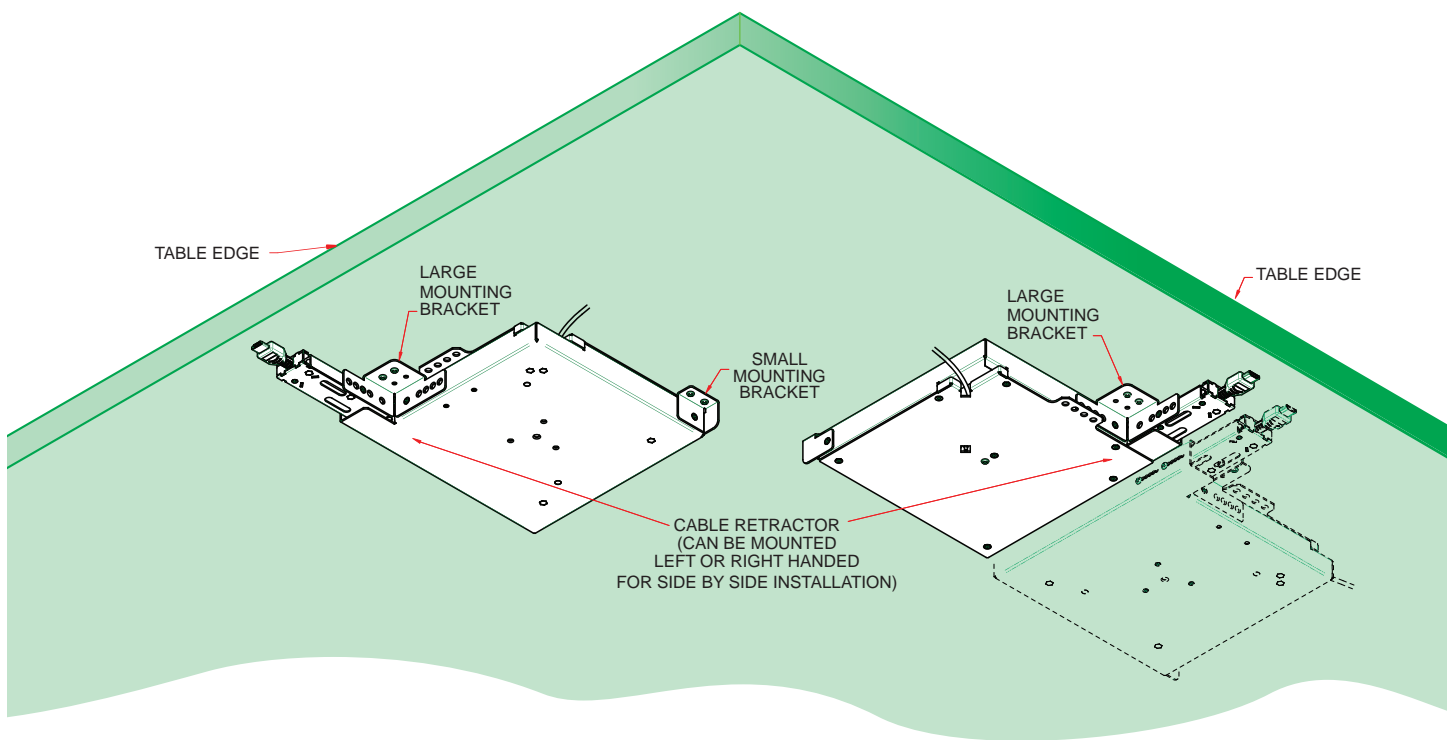 TABLE EDGE
LARGE
MOUNTING
BRACKET
LARGE
MOUNTING
BRACKET
TABLE EDGE
SMALL
MOUNTING
BRACKET
CABLE RETRACTOR
(CAN BE MOUNTED
LEFT OR RIGHT HANDED
FOR SIDE BY SIDE INSTALLATION)